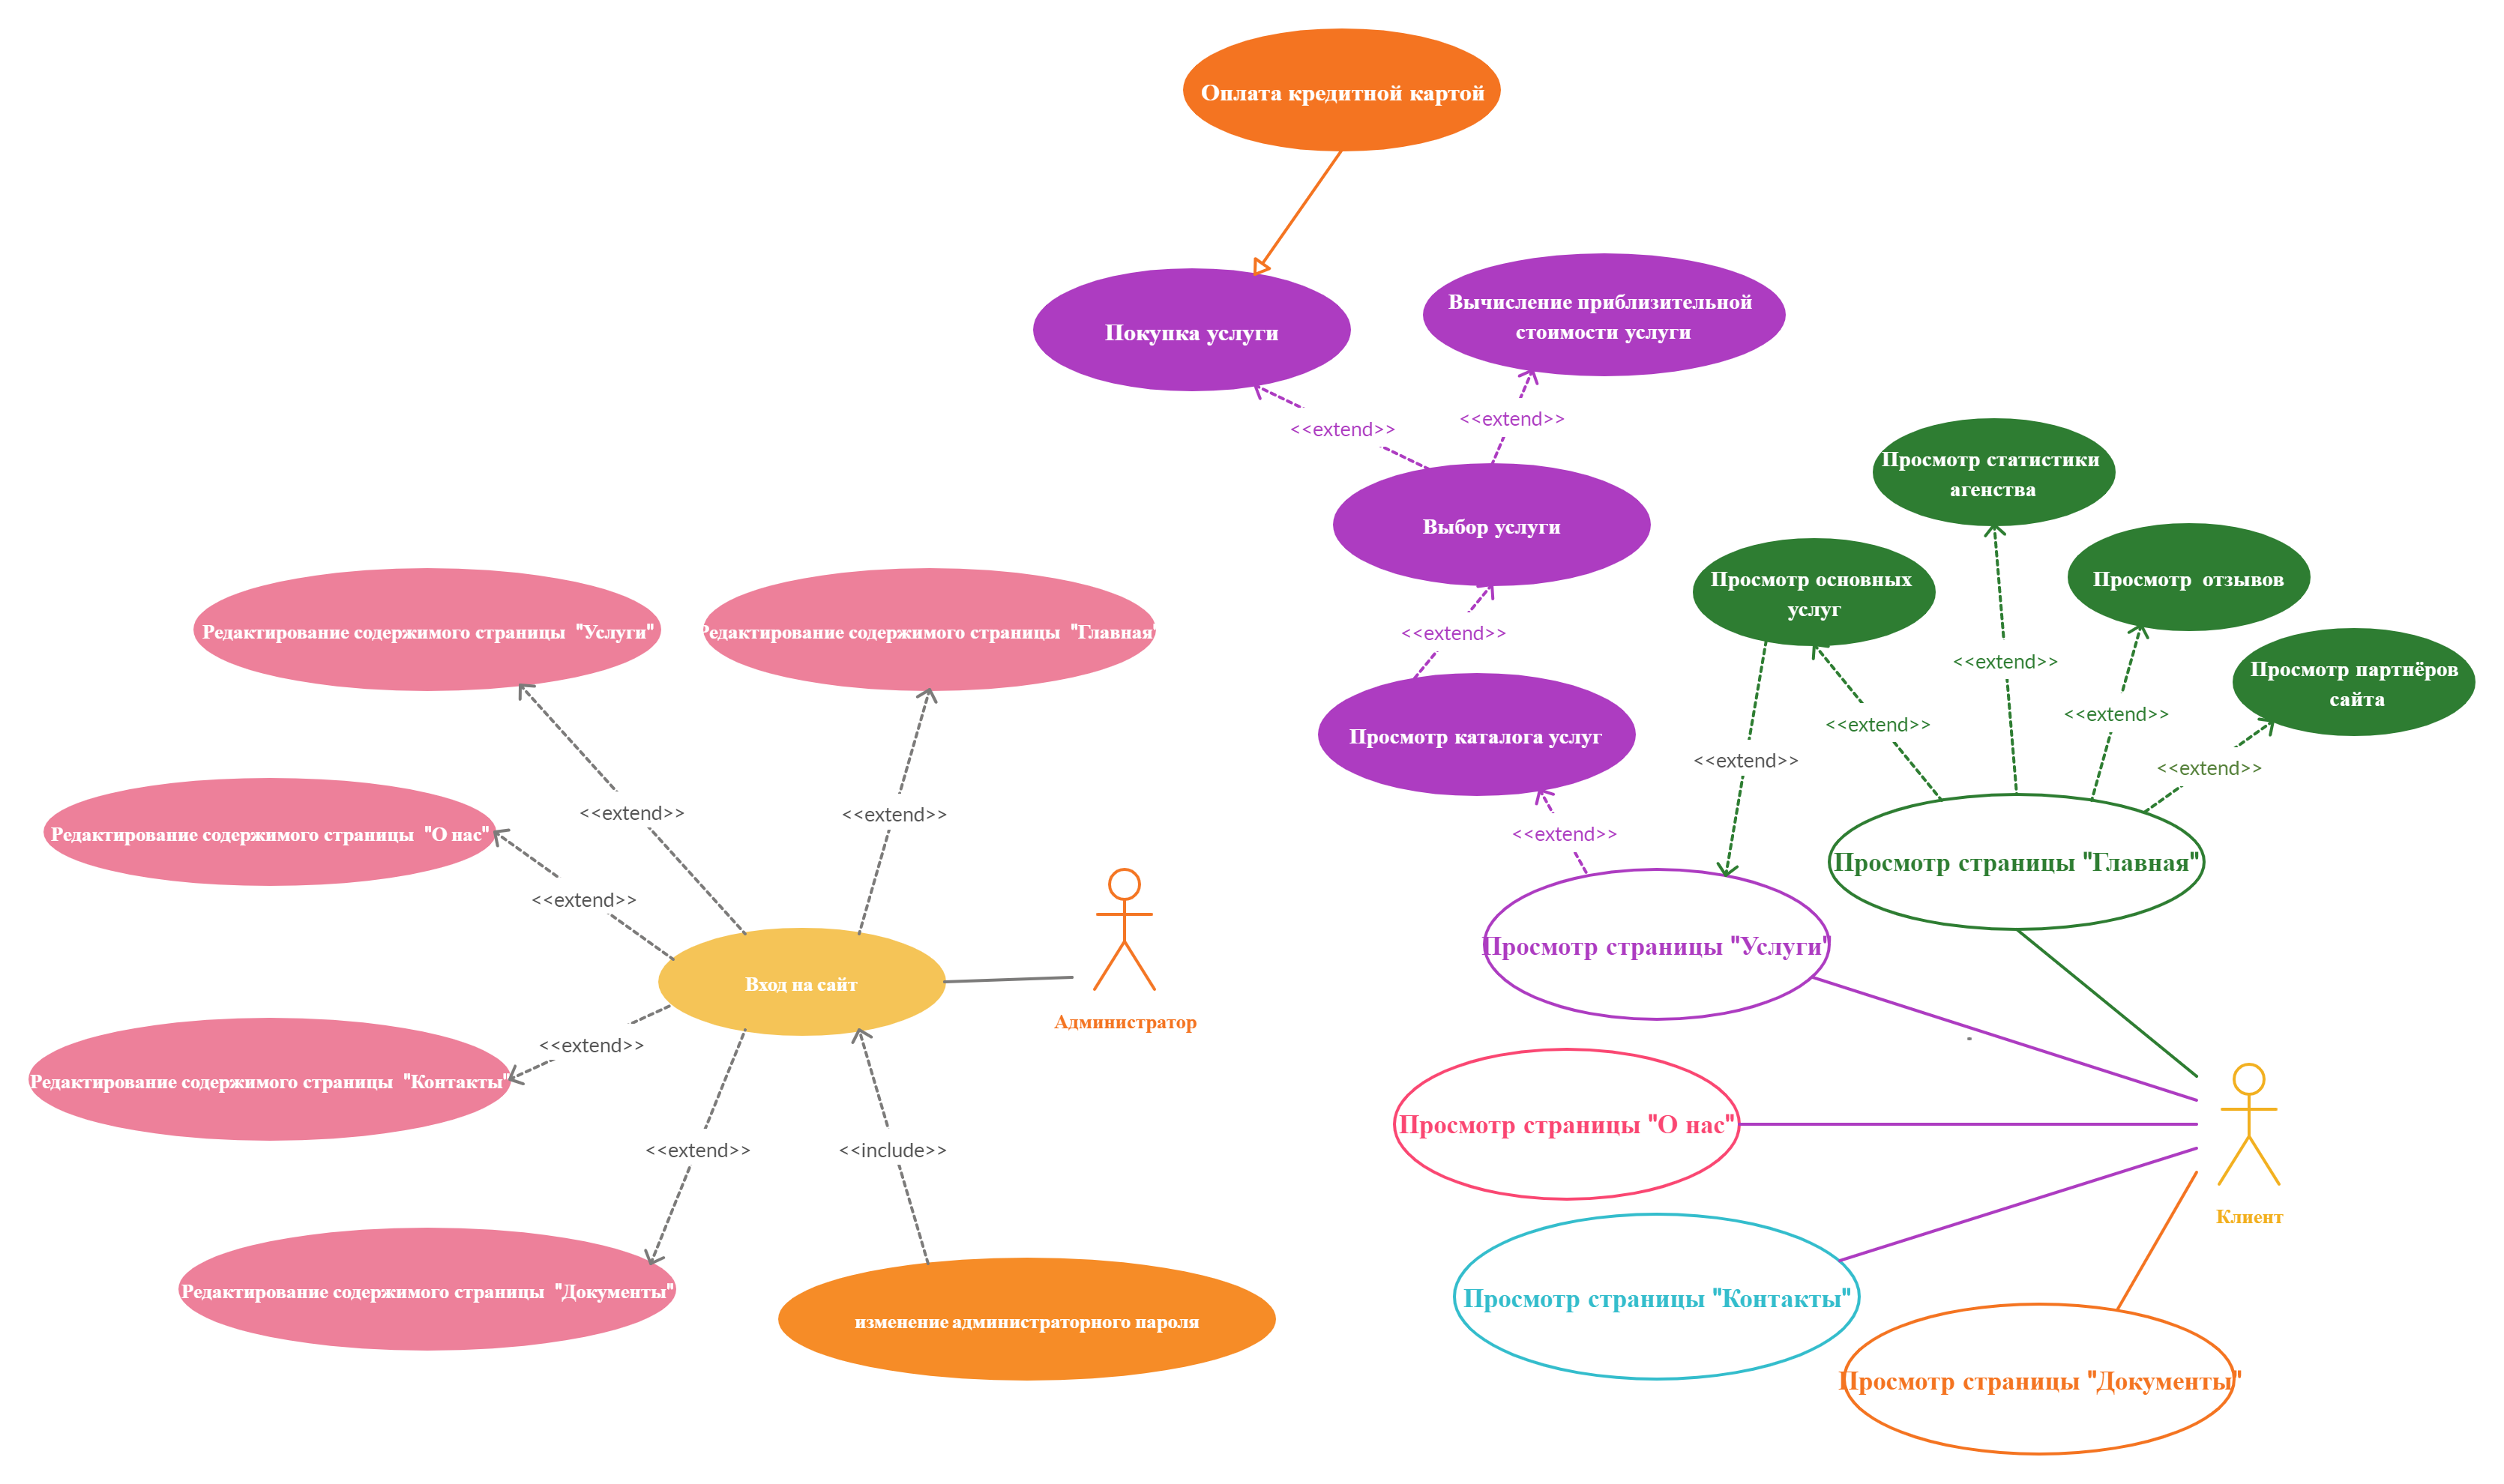 Оплата кредитной картой
Покупка услуги
Вычисление приблизительной
стоимости услуги
<<extend>>
<<extend>>
Выбор услуги
<<extend>>
Просмотр каталога услуг
<<extend>>
Просмотр статистики
агенства
Просмотр основных
услуг
Просмотр  отзывов
Просмотр партнёров
сайта
<<extend>>
<<extend>>
<<extend>>
<<extend>>
<<extend>>
Просмотр страницы "Главная"
Просмотр страницы "Услуги"
Просмотр страницы "О нас"
Просмотр страницы "Контакты"
Просмотр страницы "Документы"
Клиент
Редактирование содержимого страницы  "Услуги"
Редактирование содержимого страницы  "Главная"
<<extend>>
<<extend>>
Редактирование содержимого страницы  "О нас"
<<extend>>
Вход на сайт
Администратор
<<extend>>
Редактирование содержимого страницы  "Контакты"
<<extend>>
<<include>>
Редактирование содержимого страницы  "Документы"
изменение администраторного пароля